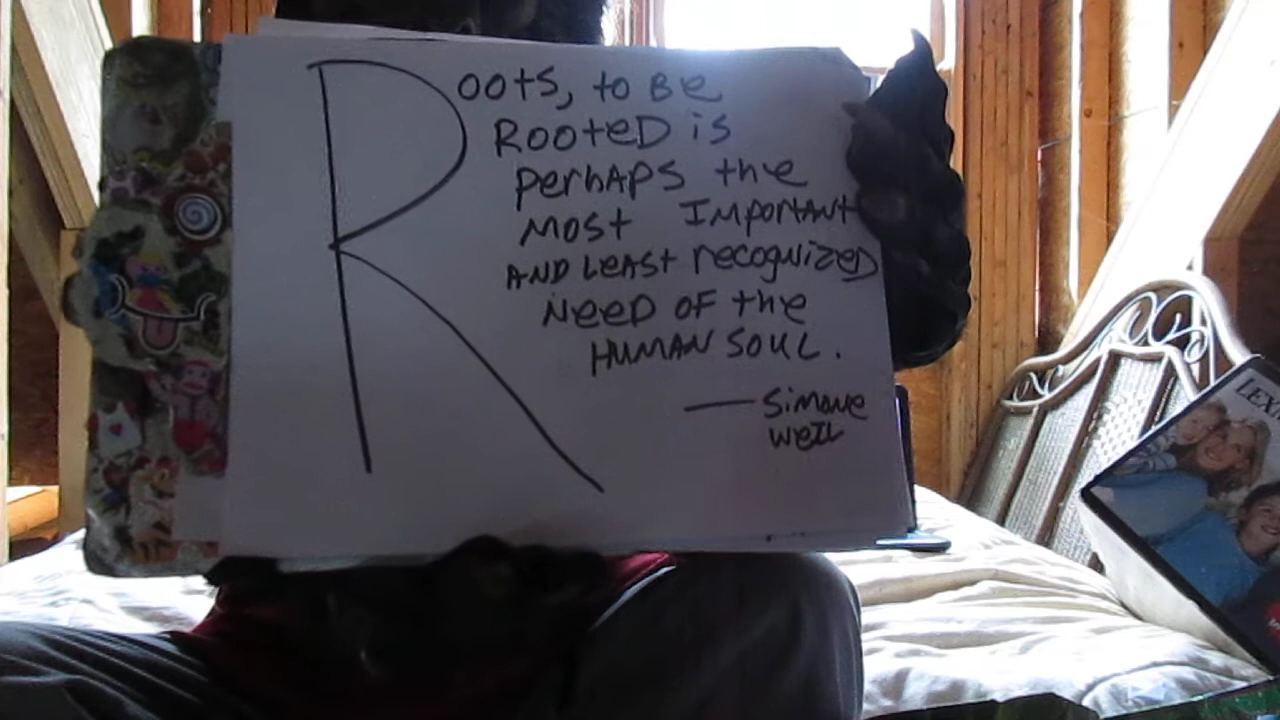 Roots, to Be
RooteD is
perhAPS the
most ImportAnt
AND LeAst recognizeD
NeeD OF the
HUMAN SOUL.
— Simone
Weil
LEX